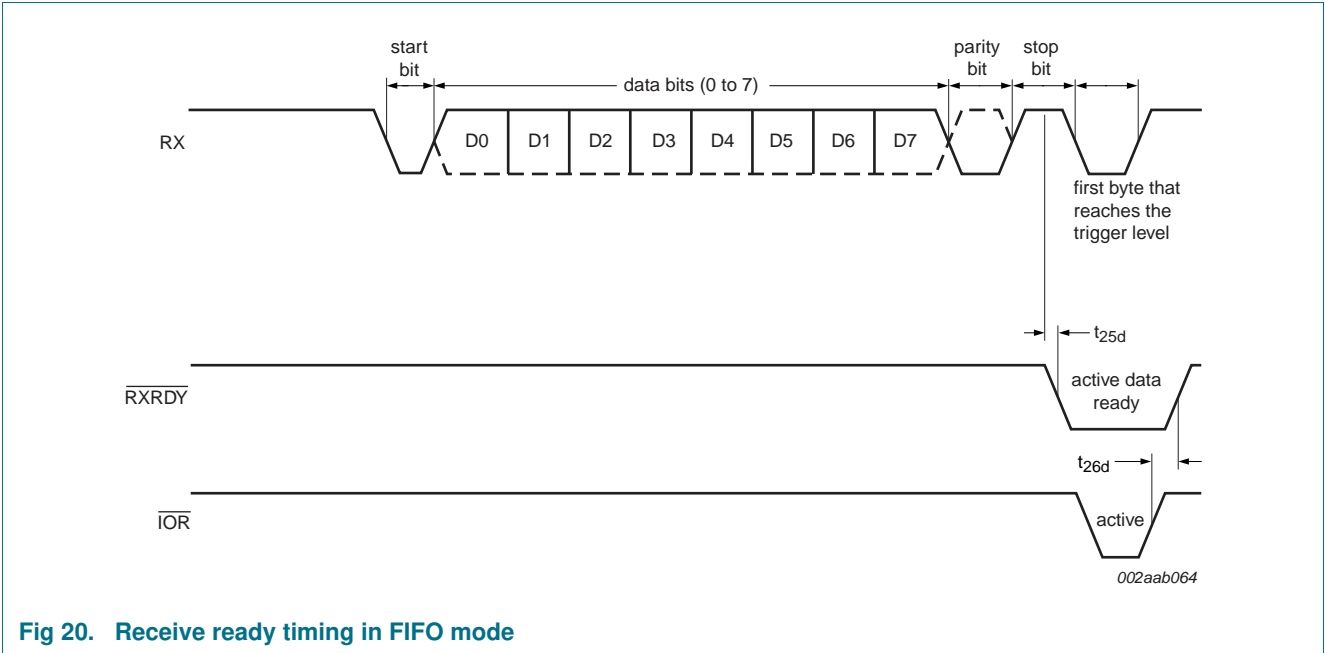 start
bit
data bits (0 to 7)
parity
bit
stop
bit
RX
D0 D1 D2 D3 D4 D5 D6 D7
first byte that
reaches the
trigger level
t25d
RXRDY
active data
ready
t26d
IOR
active
002aab064
Fig 20. Receive ready timing in FIFO mode